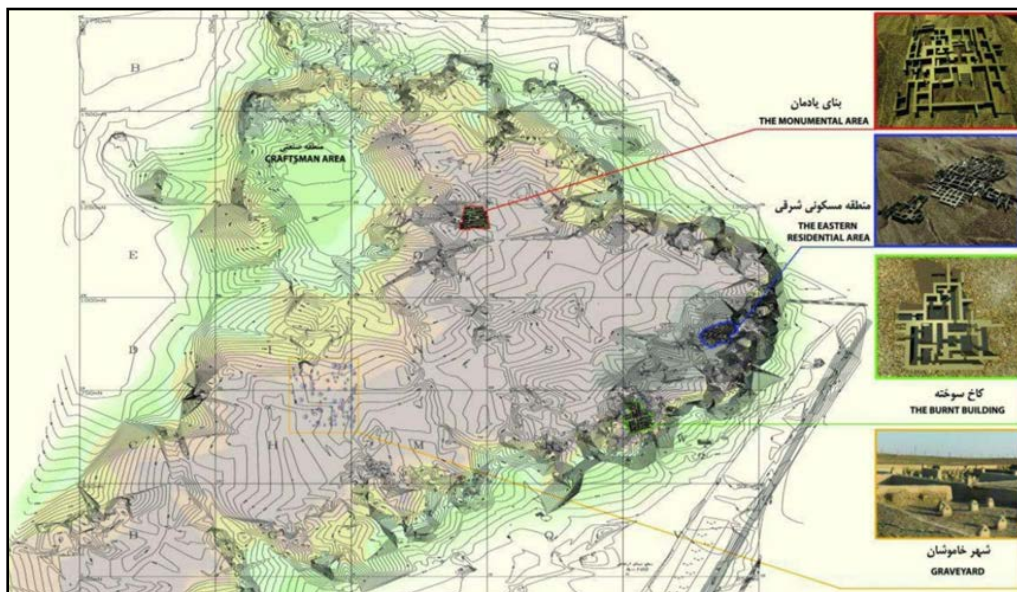 بنای یادمان
THE MONUMENTAL AREA
منطقه مسکونی شرقی
THE EASTERN
RESIDENTIAL AREA
کاخ سوخته
THE BURNT BUILDING
شهر خاموشان
GRAVEYARD
منطقه صنعتی
CRAFTSMAN AREA
B
G
Q
A
E
T
D
I
N
S
C
H
M
B
G
L
Q
V